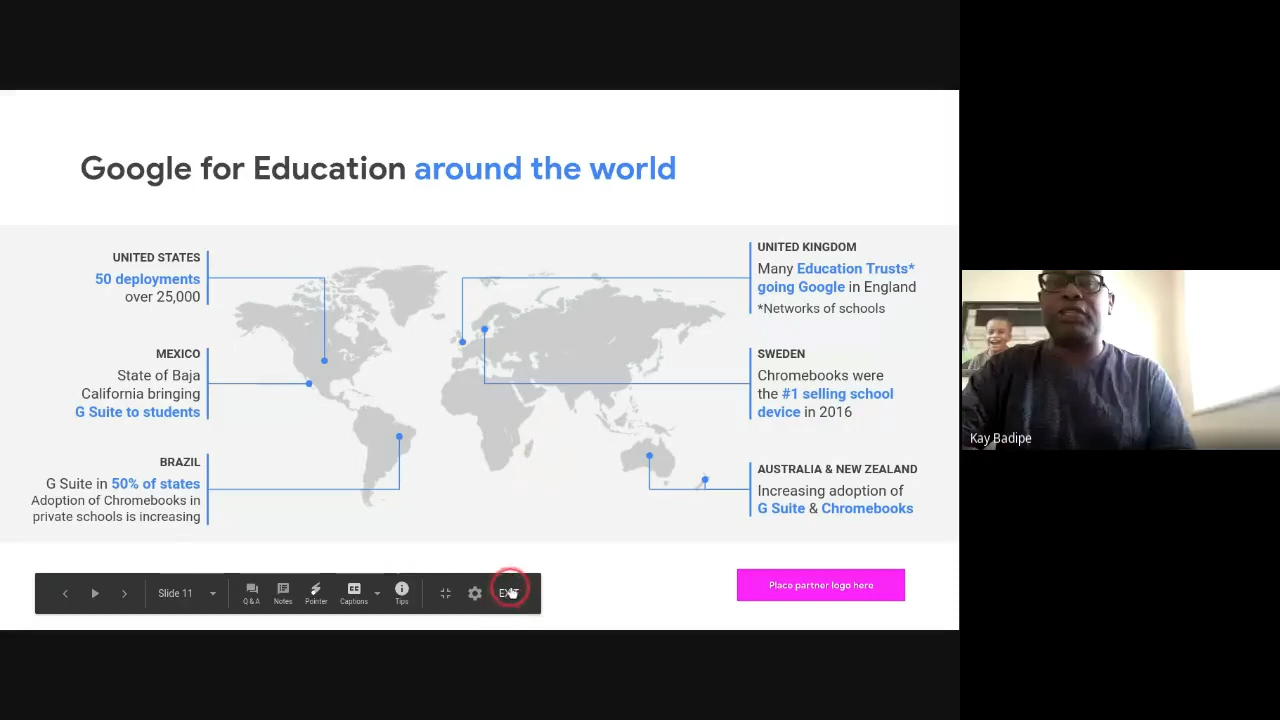 Google for Education around the world
UNITED STATES
50 deployments
over 25,000
MEXICO
State of Baja
California bringing
G Suite to students
BRAZIL
G Suite in 50% of states
Adoption of Chromebooks in
private schools is increasing
UNITED KINGDOM
Many Education Trusts*
going Google in England
*Networks of schools
SWEDEN
Chromebooks were
the #1 selling school
device in 2016
AUSTRALIA & NEW ZEALAND
Increasing adoption of
G Suite & Chromebooks
Slide 11
Q&A
Notes
Pointer
CC
Captions
Tips
Place partner logo here
Kay Badipe